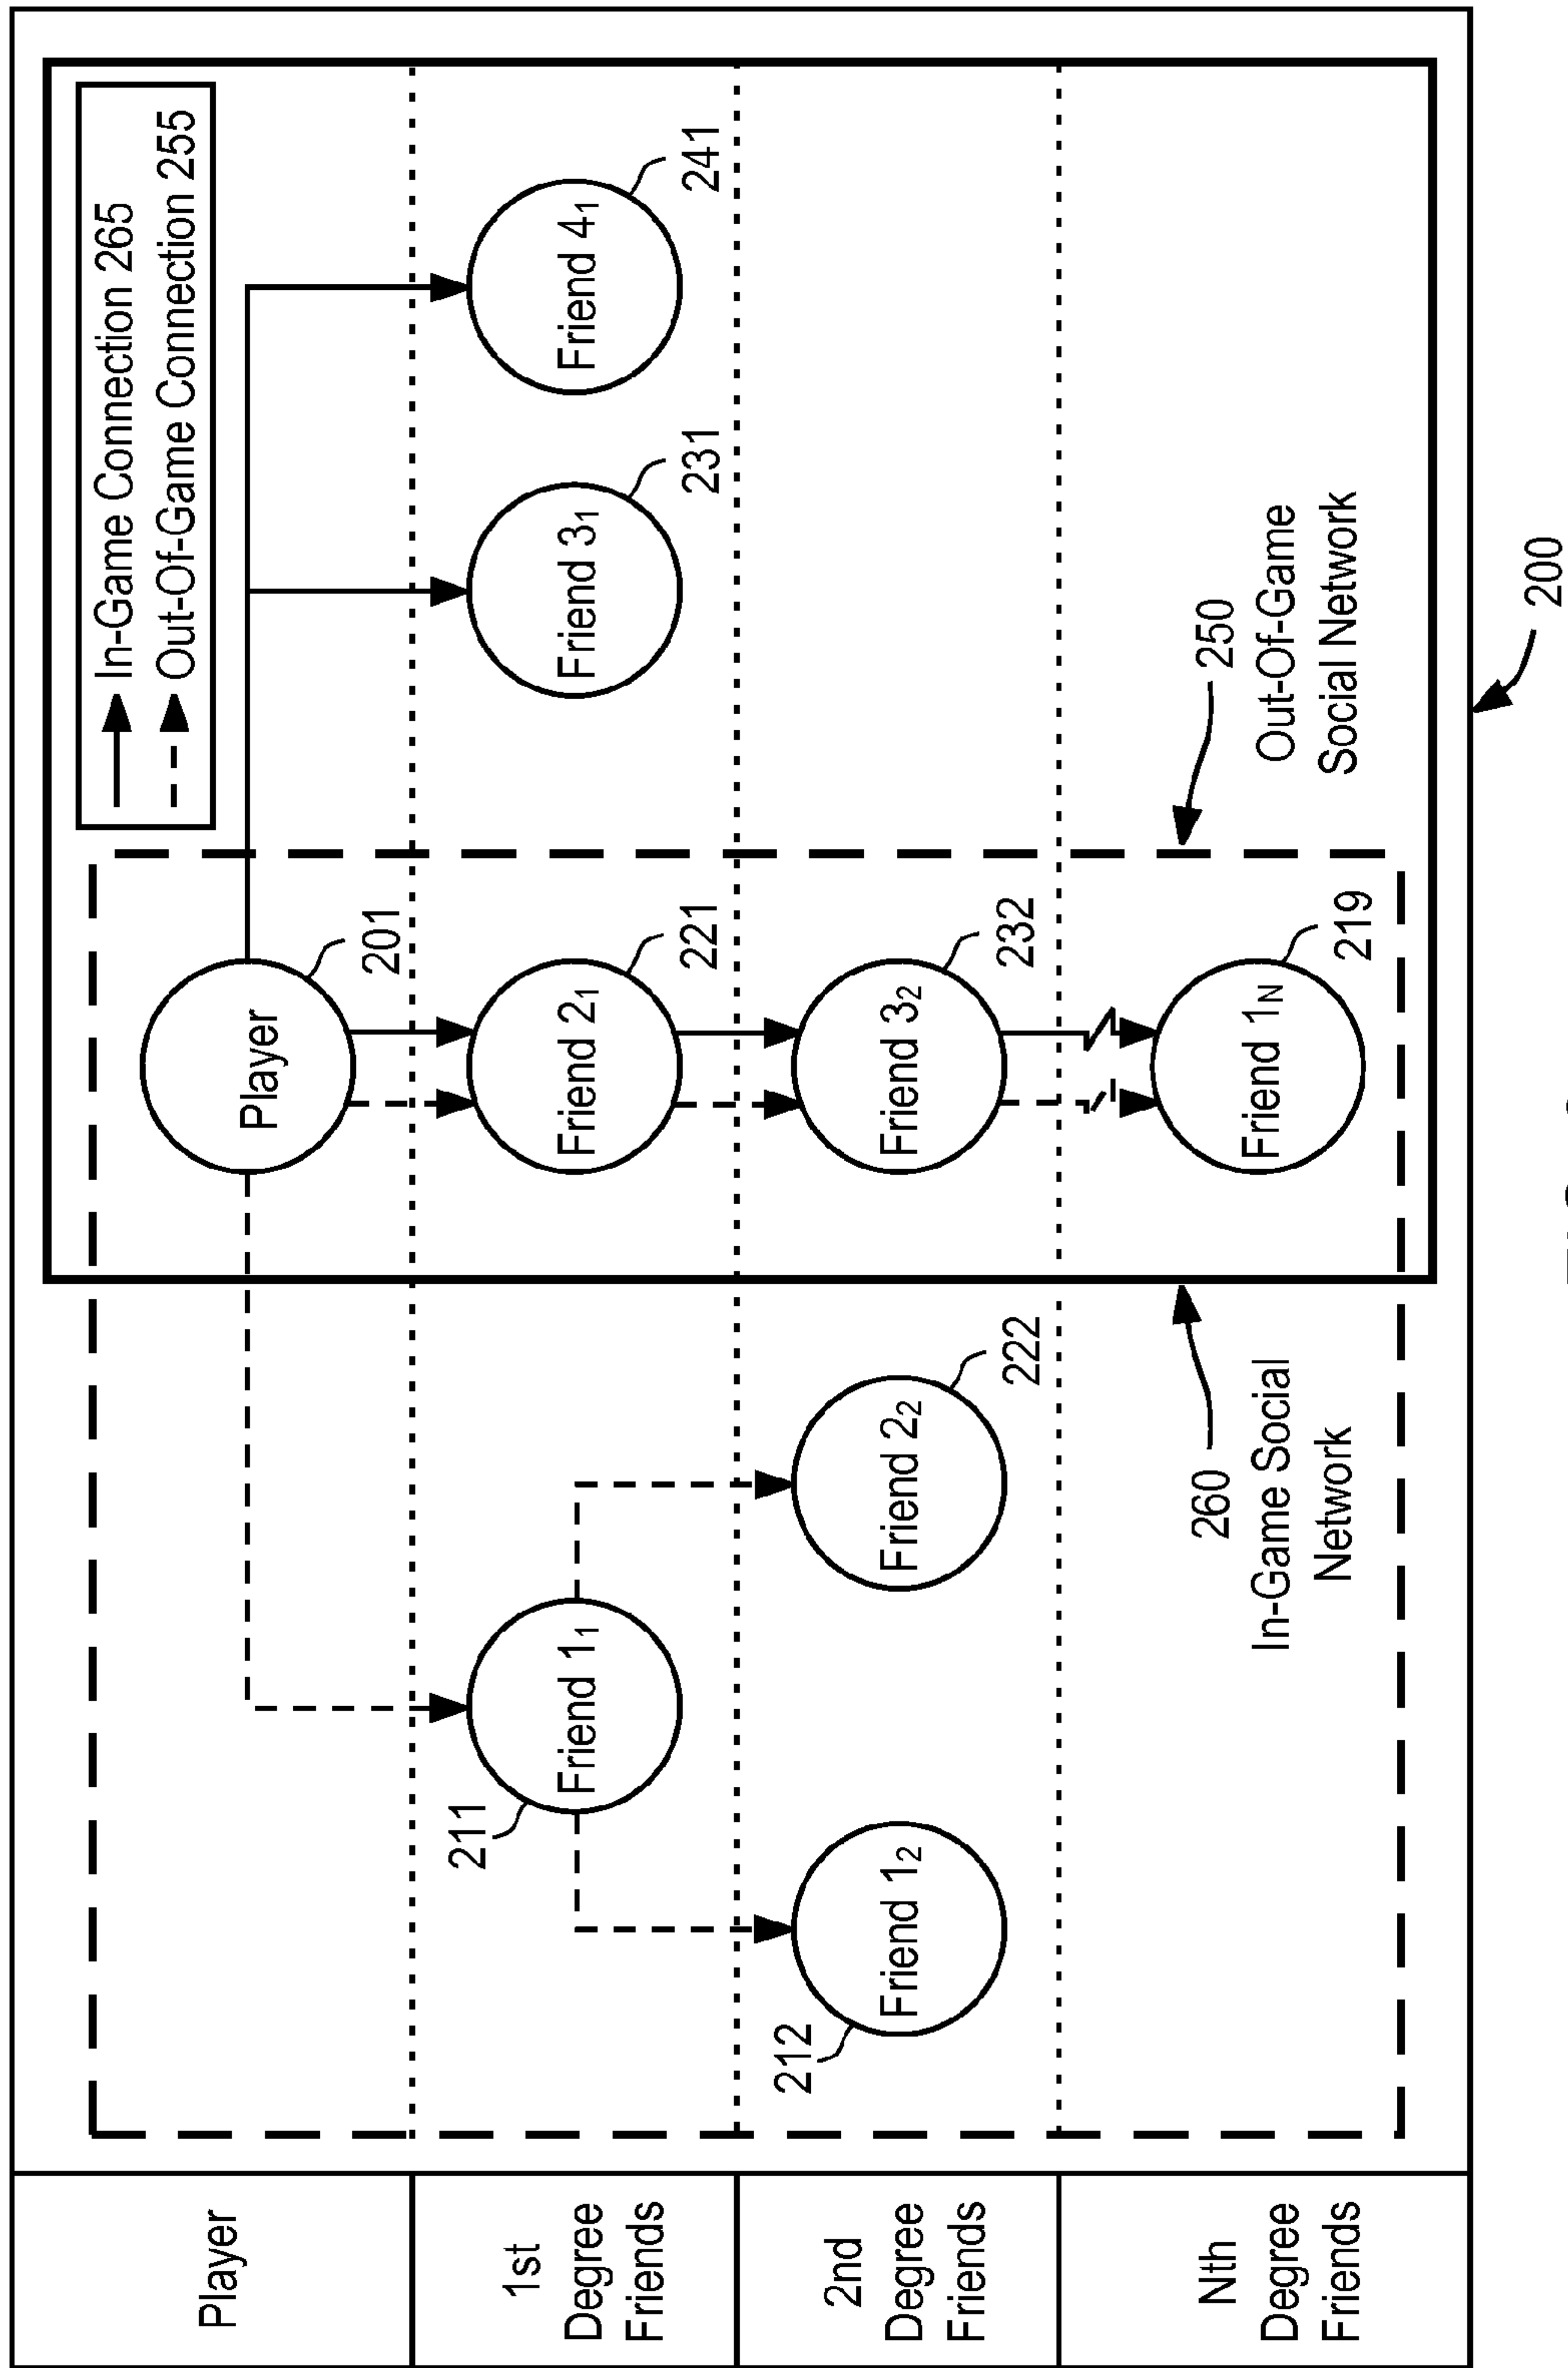 Player
1st
Degree
Friends
2nd
Degree
Friends
Nth
Degree
Friends
In-Game Connection 265
Out-Of-Game Connection 255
Player
201
Friend 1₁
211
Friend 2₁
221
Friend 3₁
231
Friend 4₁
241
Friend 1₂
212
Friend 2₂
222
Friend 3₂
232
Friend 1N
219
260
In-Game Social
Network
250
Out-Of-Game
Social Network
200